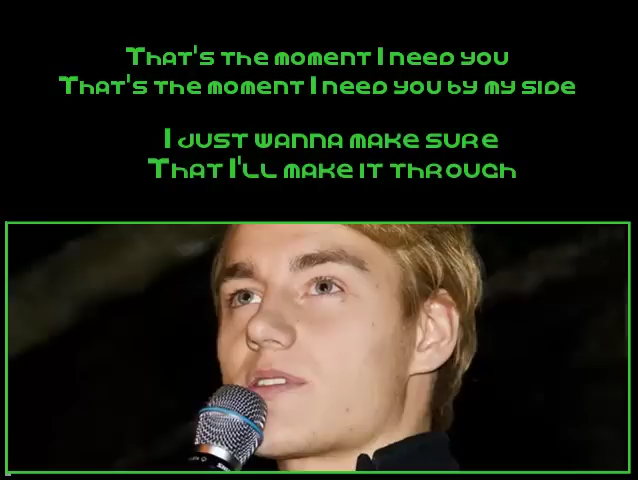 That's the moment I need you
That's the moment I need you by my side
I just wanna make sure
That I'll make it through